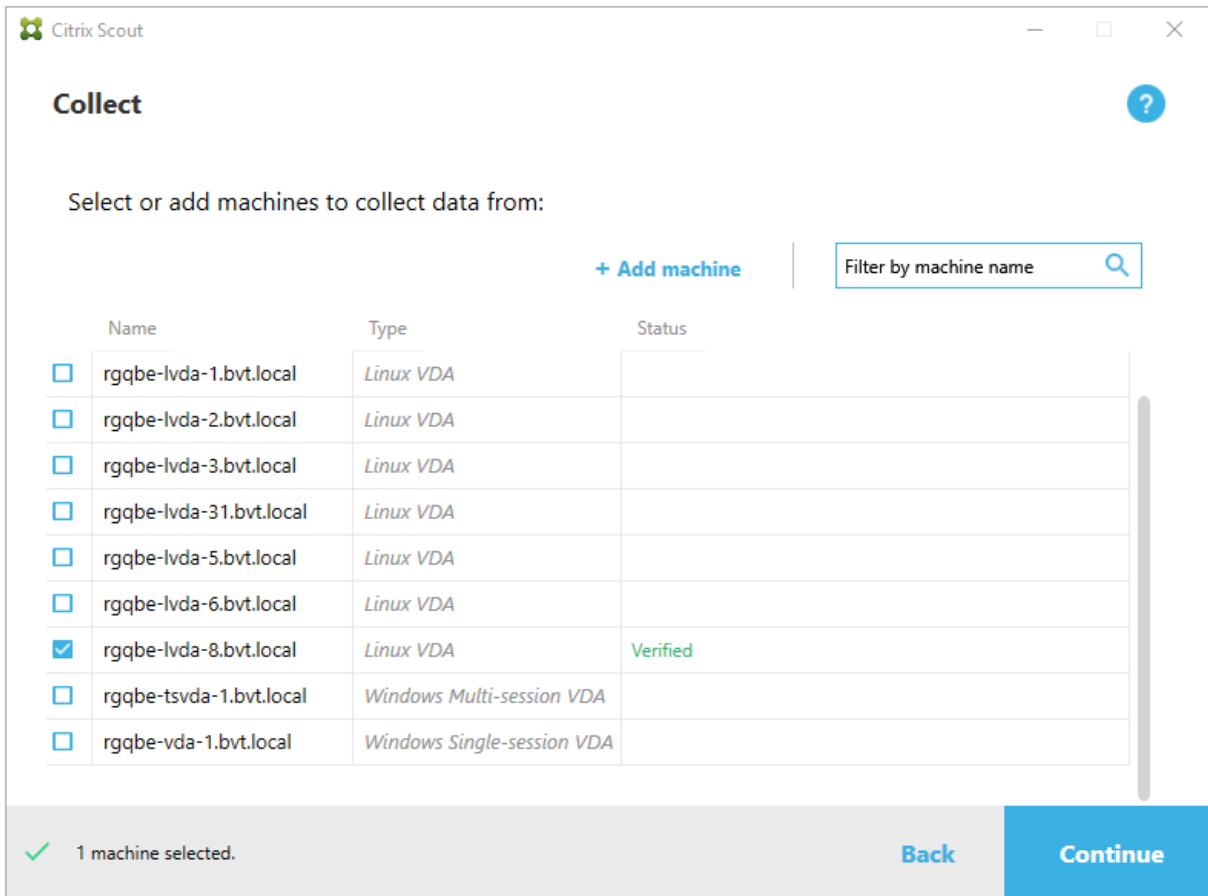 Citrix Scout
Collect
?
Select or add machines to collect data from:
+ Add machine
Filter by machine name
Name Type Status
rgqbe-lvda-1.bvt.local Linux VDA
rgqbe-lvda-2.bvt.local Linux VDA
rgqbe-lvda-3.bvt.local Linux VDA
rgqbe-lvda-31.bvt.local Linux VDA
rgqbe-lvda-5.bvt.local Linux VDA
rgqbe-lvda-6.bvt.local Linux VDA
rgqbe-lvda-8.bvt.local Linux VDA Verified
rgqbe-tsvda-1.bvt.local Windows Multi-session VDA
rgqbe-vda-1.bvt.local Windows Single-session VDA
1 machine selected.
Back
Continue